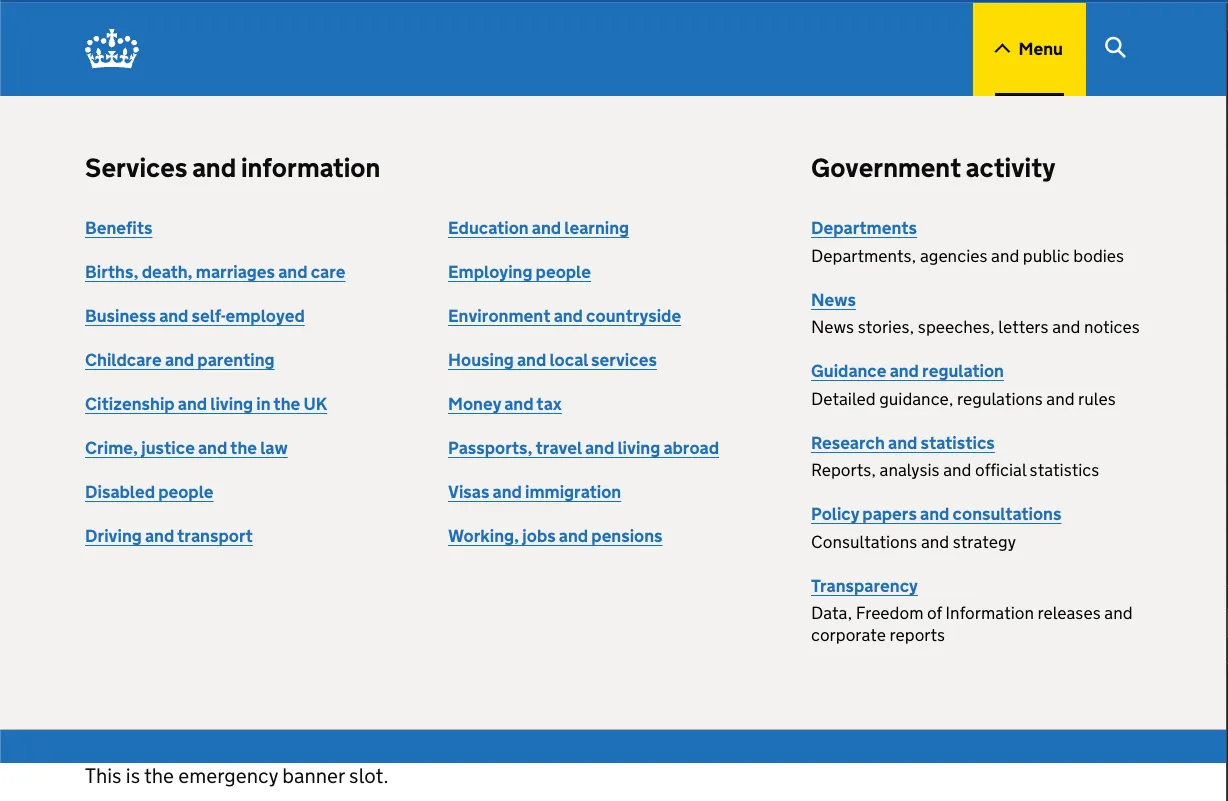 Menu
Services and information
Benefits
Births, death, marriages and care
Business and self-employed
Childcare and parenting
Citizenship and living in the UK
Crime, justice and the law
Disabled people
Driving and transport
Education and learning
Employing people
Environment and countryside
Housing and local services
Money and tax
Passports, travel and living abroad
Visas and immigration
Working, jobs and pensions
Government activity
Departments
Departments, agencies and public bodies
News
News stories, speeches, letters and notices
Guidance and regulation
Detailed guidance, regulations and rules
Research and statistics
Reports, analysis and official statistics
Policy papers and consultations
Consultations and strategy
Transparency
Data, Freedom of Information releases and
corporate reports
This is the emergency banner slot.